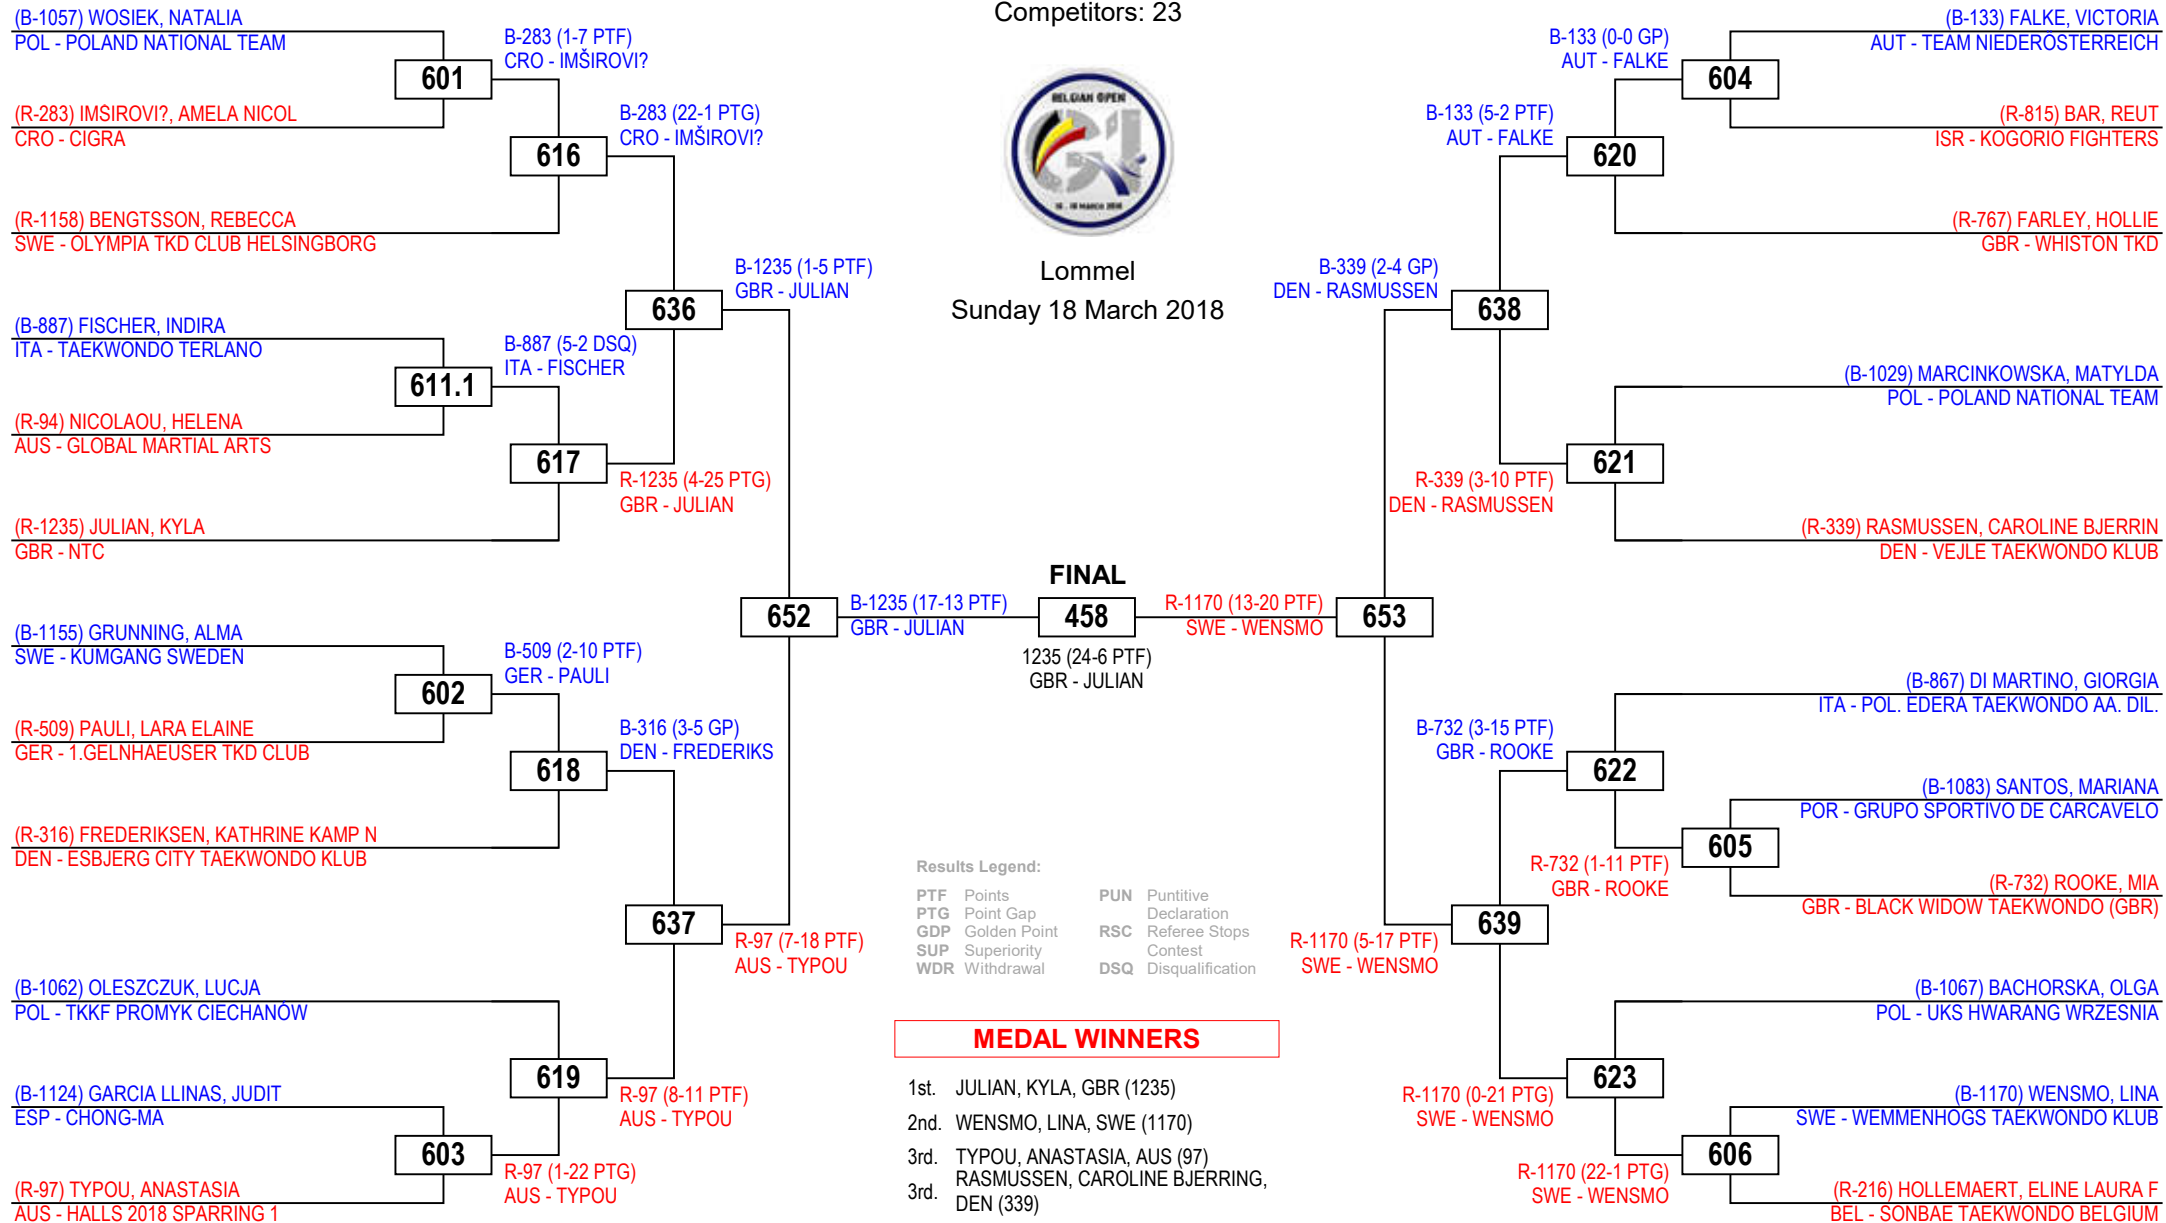 Competitors: 23
BELGIAN OPEN
Lommel
Sunday 18 March 2018
(B-1057) WOSIEK, NATALIA
POL - POLAND NATIONAL TEAM
601
(R-283) IMŠIROVI?, AMELA NICOL
CRO - CIGRA
B-283 (1-7 PTF)
CRO - IMŠIROVI?
616
(R-1158) BENGTSSON, REBECCA
SWE - OLYMPIA TKD CLUB HELSINGBORG
B-283 (22-1 PTG)
CRO - IMŠIROVI?
636
B-1235 (1-5 PTF)
GBR - JULIAN
(B-887) FISCHER, INDIRA
ITA - TAEKWONDO TERLANO
611.1
(R-94) NICOLAOU, HELENA
AUS - GLOBAL MARTIAL ARTS
B-887 (5-2 DSQ)
ITA - FISCHER
617
R-1235 (4-25 PTG)
GBR - JULIAN
(R-1235) JULIAN, KYLA
GBR - NTC
652
B-1235 (17-13 PTF)
GBR - JULIAN
(B-1155) GRUNNING, ALMA
SWE - KUMGANG SWEDEN
602
(R-509) PAULI, LARA ELAINE
GER - 1.GELNHAEUSER TKD CLUB
B-509 (2-10 PTF)
GER - PAULI
618
(R-316) FREDERIKSEN, KATHRINE KAMP N
DEN - ESBJERG CITY TAEKWONDO KLUB
B-316 (3-5 GP)
DEN - FREDERIKS
637
R-97 (7-18 PTF)
AUS - TYPOU
(B-1062) OLESZCZUK, LUCJA
POL - TKKF PROMYK CIECHANÓW
619
R-97 (8-11 PTF)
AUS - TYPOU
(B-1124) GARCIA LLINAS, JUDIT
ESP - CHONG-MA
603
R-97 (1-22 PTG)
AUS - TYPOU
(R-97) TYPOU, ANASTASIA
AUS - HALLS 2018 SPARRING 1
FINAL
458
1235 (24-6 PTF)
GBR - JULIAN
R-1170 (13-20 PTF)
SWE - WENSMO
653
(B-133) FALKE, VICTORIA
AUT - TEAM NIEDERÖSTERREICH
604
(R-815) BAR, REUT
ISR - KOGORIO FIGHTERS
B-133 (0-0 GP)
AUT - FALKE
620
(R-767) FARLEY, HOLLIE
GBR - WHISTON TKD
B-133 (5-2 PTF)
AUT - FALKE
638
B-339 (2-4 GP)
DEN - RASMUSSEN
(B-1029) MARCINKOWSKA, MATYLDA
POL - POLAND NATIONAL TEAM
621
R-339 (3-10 PTF)
DEN - RASMUSSEN
(R-339) RASMUSSEN, CAROLINE BJERRIN
DEN - VEJLE TAEKWONDO KLUB
(B-867) DI MARTINO, GIORGIA
ITA - POL. EDERA TAEKWONDO AA. DIL.
B-732 (3-15 PTF)
GBR - ROOKE
622
(B-1083) SANTOS, MARIANA
POR - GRUPO SPORTIVO DE CARCAVELO
605
R-732 (1-11 PTF)
GBR - ROOKE
(R-732) ROOKE, MIA
GBR - BLACK WIDOW TAEKWONDO (GBR)
639
R-1170 (5-17 PTF)
SWE - WENSMO
(B-1067) BACHORSKA, OLGA
POL - UKS HWARANG WRZESNIA
623
R-1170 (0-21 PTG)
SWE - WENSMO
(B-1170) WENSMO, LINA
SWE - WEMMENHOGS TAEKWONDO KLUB
606
R-1170 (22-1 PTG)
SWE - WENSMO
(R-216) HOLLEMAERT, ELINE LAURA F
BEL - SONBAE TAEKWONDO BELGIUM
Results Legend:
PTF Points
PTG Point Gap
GDP Golden Point
SUP Superiority
WDR Withdrawal
PUN Puntitive
Declaration
RSC Referee Stops
Contest
DSQ Disqualification
MEDAL WINNERS
1st. JULIAN, KYLA, GBR (1235)
2nd. WENSMO, LINA, SWE (1170)
3rd. TYPOU, ANASTASIA, AUS (97)
3rd. RASMUSSEN, CAROLINE BJERRING,
DEN (339)